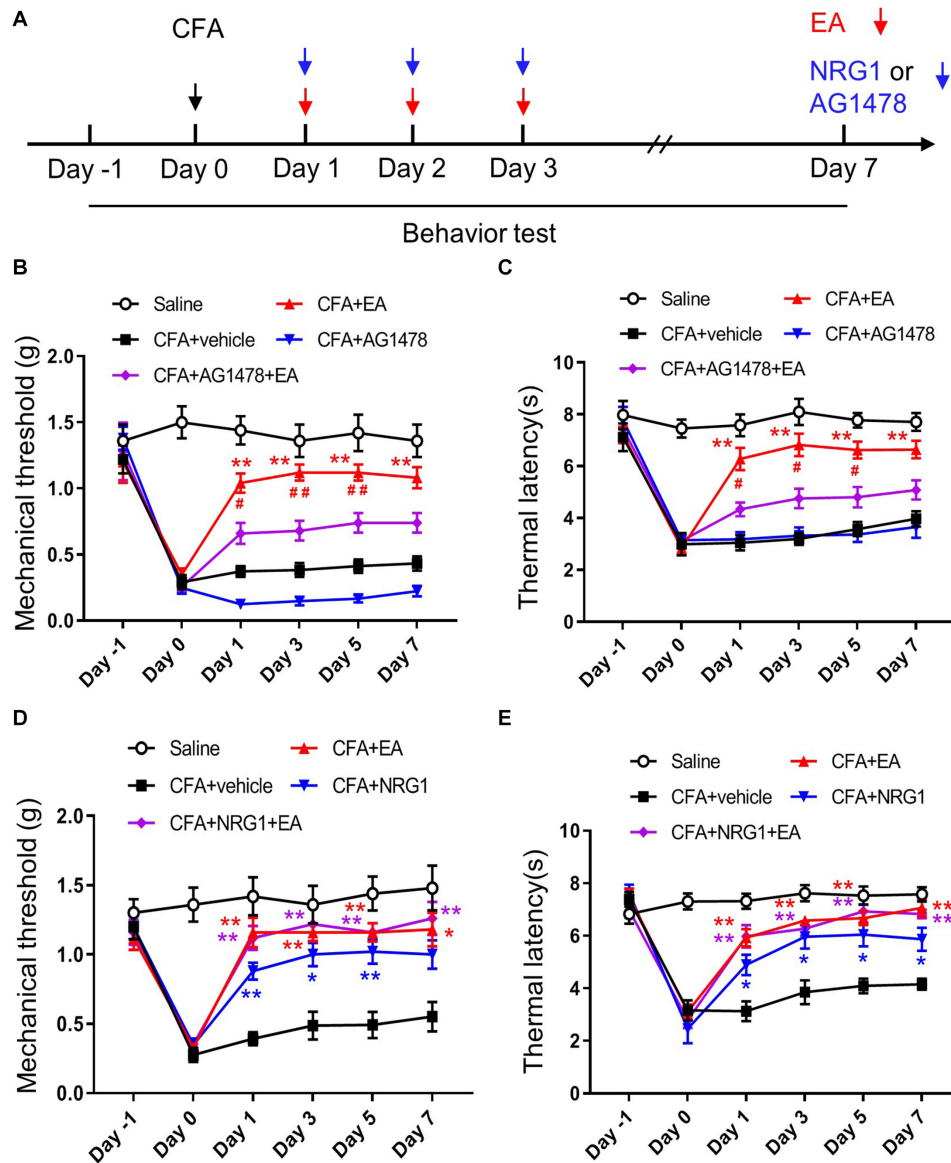 A
CFA
EA
NRG1 or
AG1478
//
Day -1
Day 0
Day 1
Day 2
Day 3
Day 7
Behavior test
B
Saline
CFA+EA
CFA+vehicle
CFA+AG1478
CFA+AG1478+EA
Mechanical threshold (g)
2.0
1.5
1.0
0.5
0.0
** ** ** **
# ## ##
Day -1
Day 0
Day 1
Day 3
Day 5
Day 7
C
Saline
CFA+EA
CFA+vehicle
CFA+AG1478
CFA+AG1478+EA
Thermal latency(s)
10
8
6
4
2
0
** ** ** **
# # #
Day -1
Day 0
Day 1
Day 3
Day 5
Day 7
D
Saline
CFA+EA
CFA+vehicle
CFA+NRG1
CFA+NRG1+EA
Mechanical threshold (g)
2.0
1.5
1.0
0.5
0.0
** ** ** **
** ** ** *
** * **
Day -1
Day 0
Day 1
Day 3
Day 5
Day 7
E
Saline
CFA+EA
CFA+vehicle
CFA+NRG1
CFA+NRG1+EA
Thermal latency(s)
10
8
6
4
2
0
** ** ** **
** ** ** **
* * * *
Day -1
Day 0
Day 1
Day 3
Day 5
Day 7